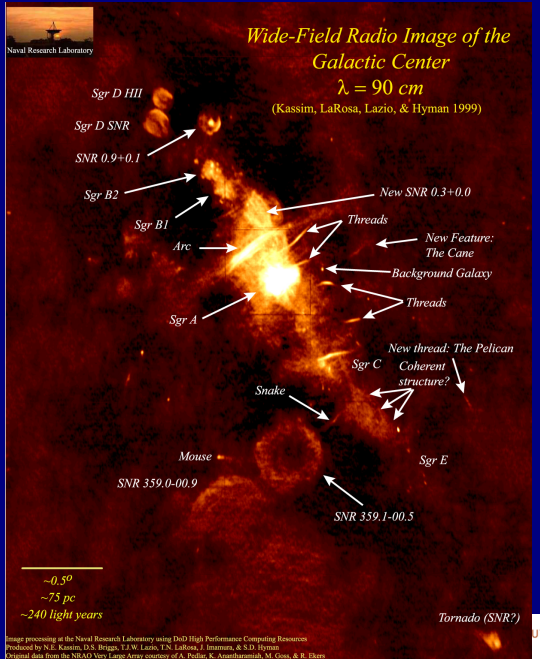 Naval Research Laboratory
Wide-Field Radio Image of the
Galactic Center
λ = 90 cm
(Kassim, LaRosa, Lazio, & Hyman 1999)
Sgr D HII
Sgr D SNR
SNR 0.9+0.1
Sgr B2
New SNR 0.3+0.0
Sgr B1
Threads
Arc
New Feature:
The Cane
Background Galaxy
Threads
Sgr A
New thread: The Pelican
Sgr C
Coherent
structure?
Snake
Mouse
Sgr E
SNR 359.0-00.9
SNR 359.1-00.5
~0.5°
~75 pc
~240 light years
Tornado (SNR?)
U
Image processing at the Naval Research Laboratory using DoD High Performance Computing Resources
Produced by N.E. Kassim, D.S. Briggs, T.J.W. Lazio, T.N. LaRosa, J. Imamura, & S.D. Hyman
Original data from the NRAO Very Large Array courtesy of A. Pedlar, K. Anantharamiah, M. Goss, & R. Ekers